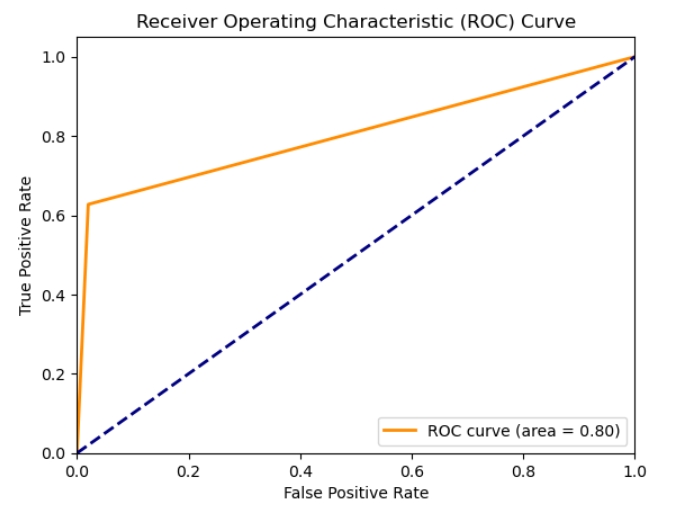 Receiver Operating Characteristic (ROC) Curve
1.0
0.8
0.6
0.4
0.2
0.0
True Positive Rate
ROC curve (area = 0.80)
0.0 0.2 0.4 0.6 0.8 1.0
False Positive Rate